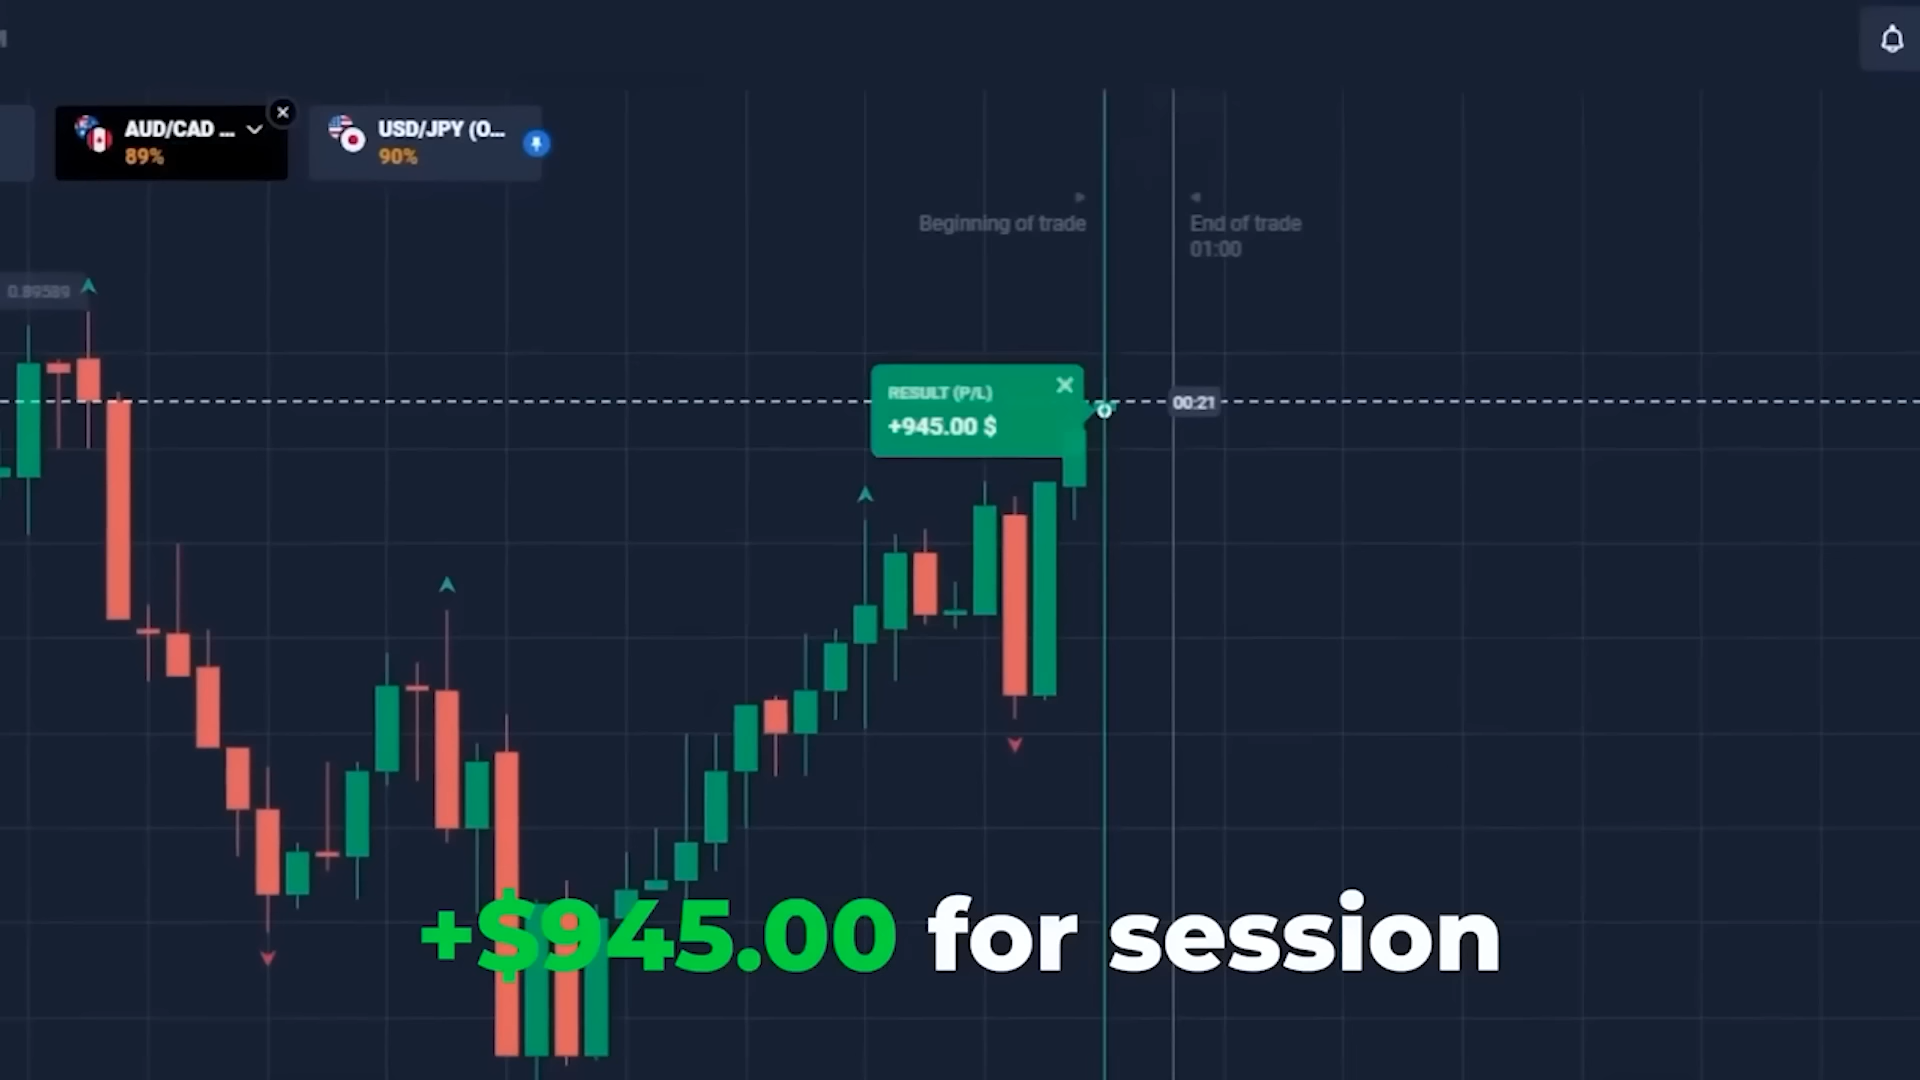 AUD/CAD ...
89%
USD/JPY (O...
90%
Beginning of trade
End of trade
01:00
0.89589
RESULT (P/L)
+945.00 $
00:21
+$945.00 for session